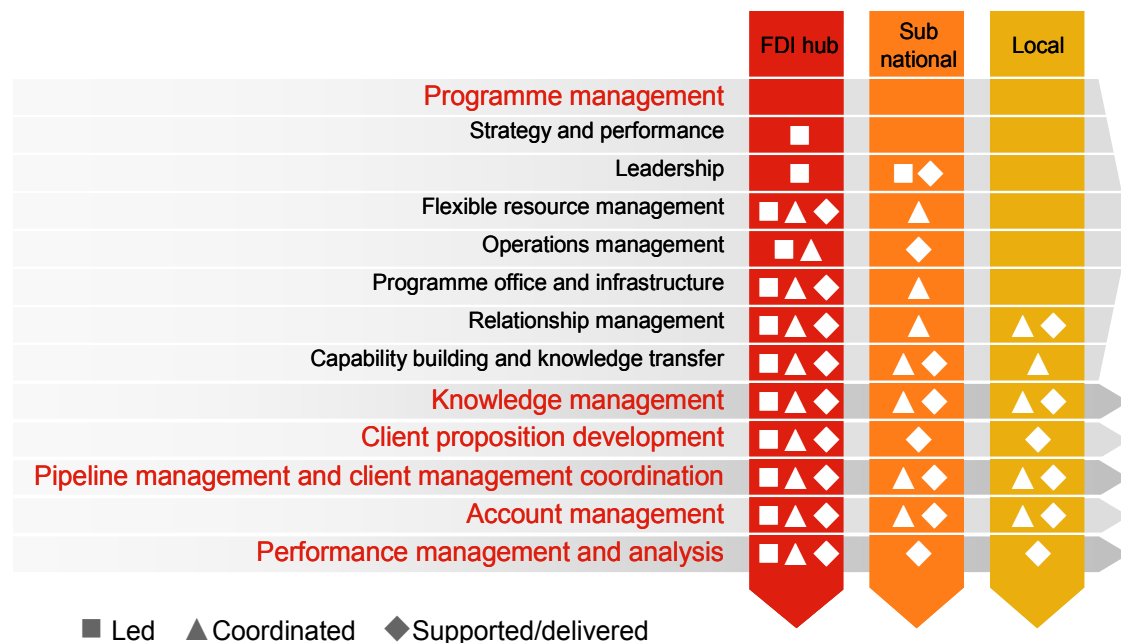 FDI hub
Sub
national
Local
Programme management
Strategy and performance
Leadership
Flexible resource management
Operations management
Programme office and infrastructure
Relationship management
Capability building and knowledge transfer
Knowledge management
Client proposition development
Pipeline management and client management coordination
Account management
Performance management and analysis
Led Coordinated Supported/delivered